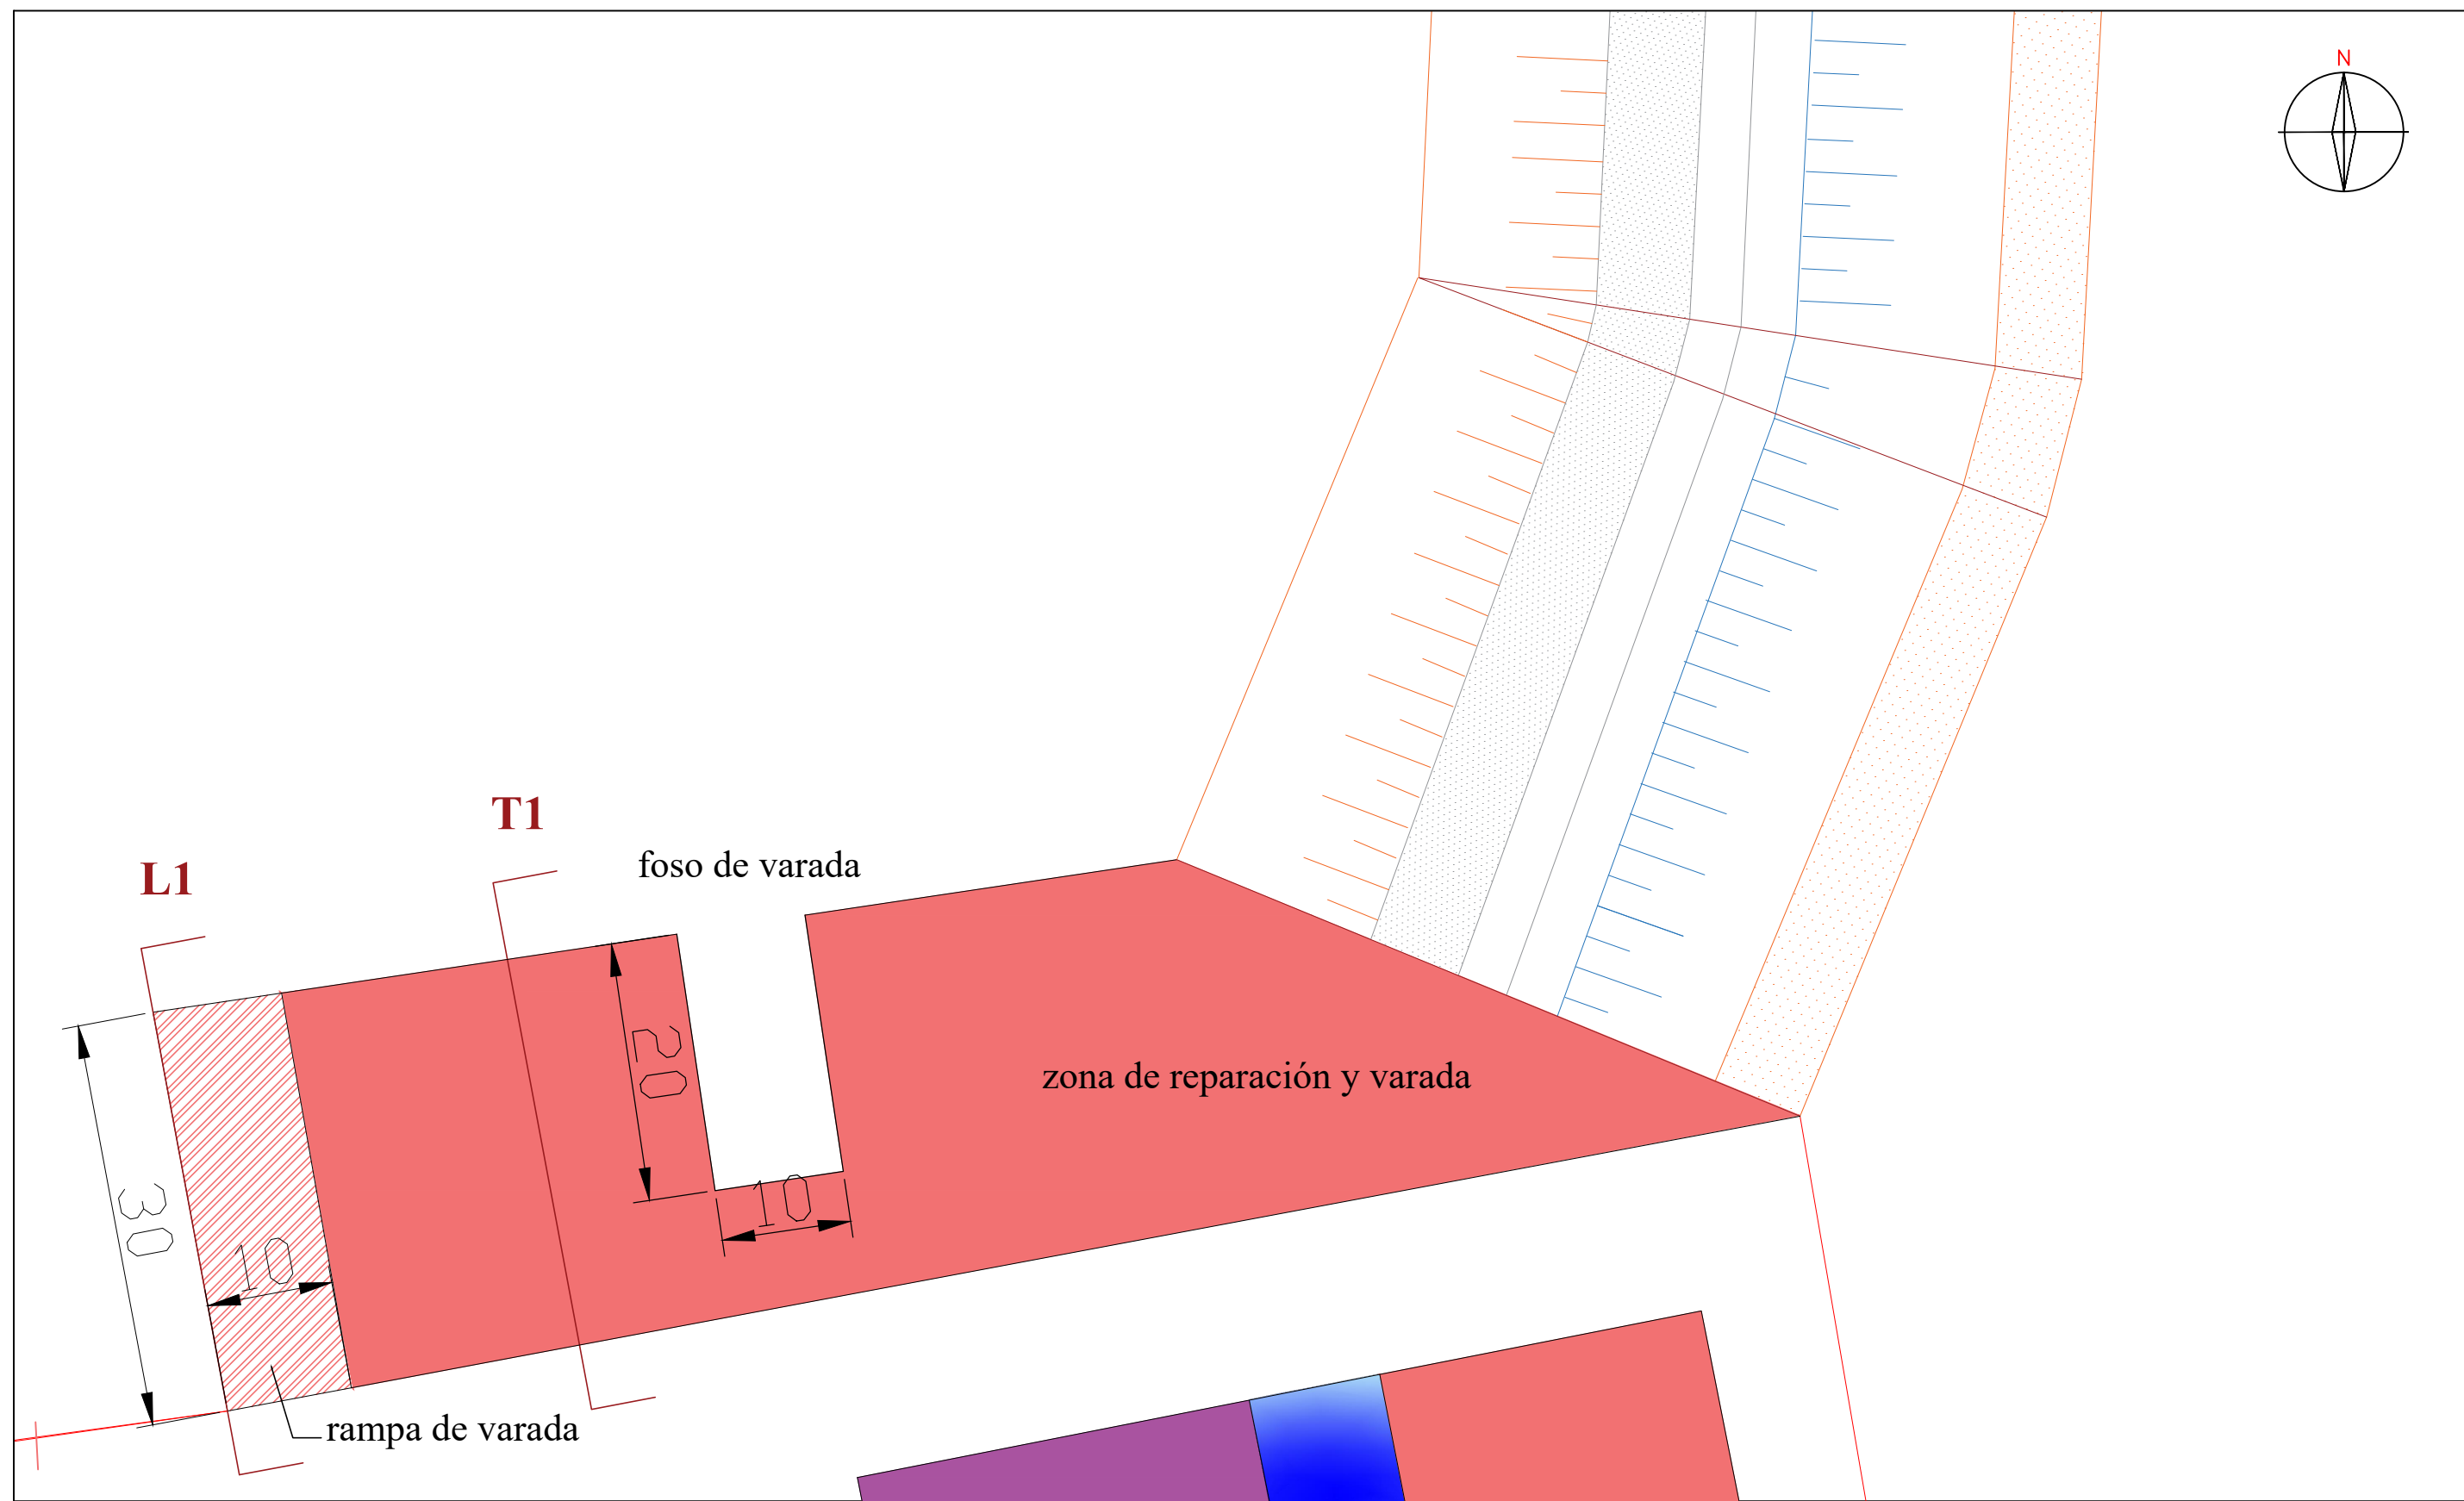 N
T1
L1
foso de varada
20
zona de reparación y varada
10
30
10
rampa de varada